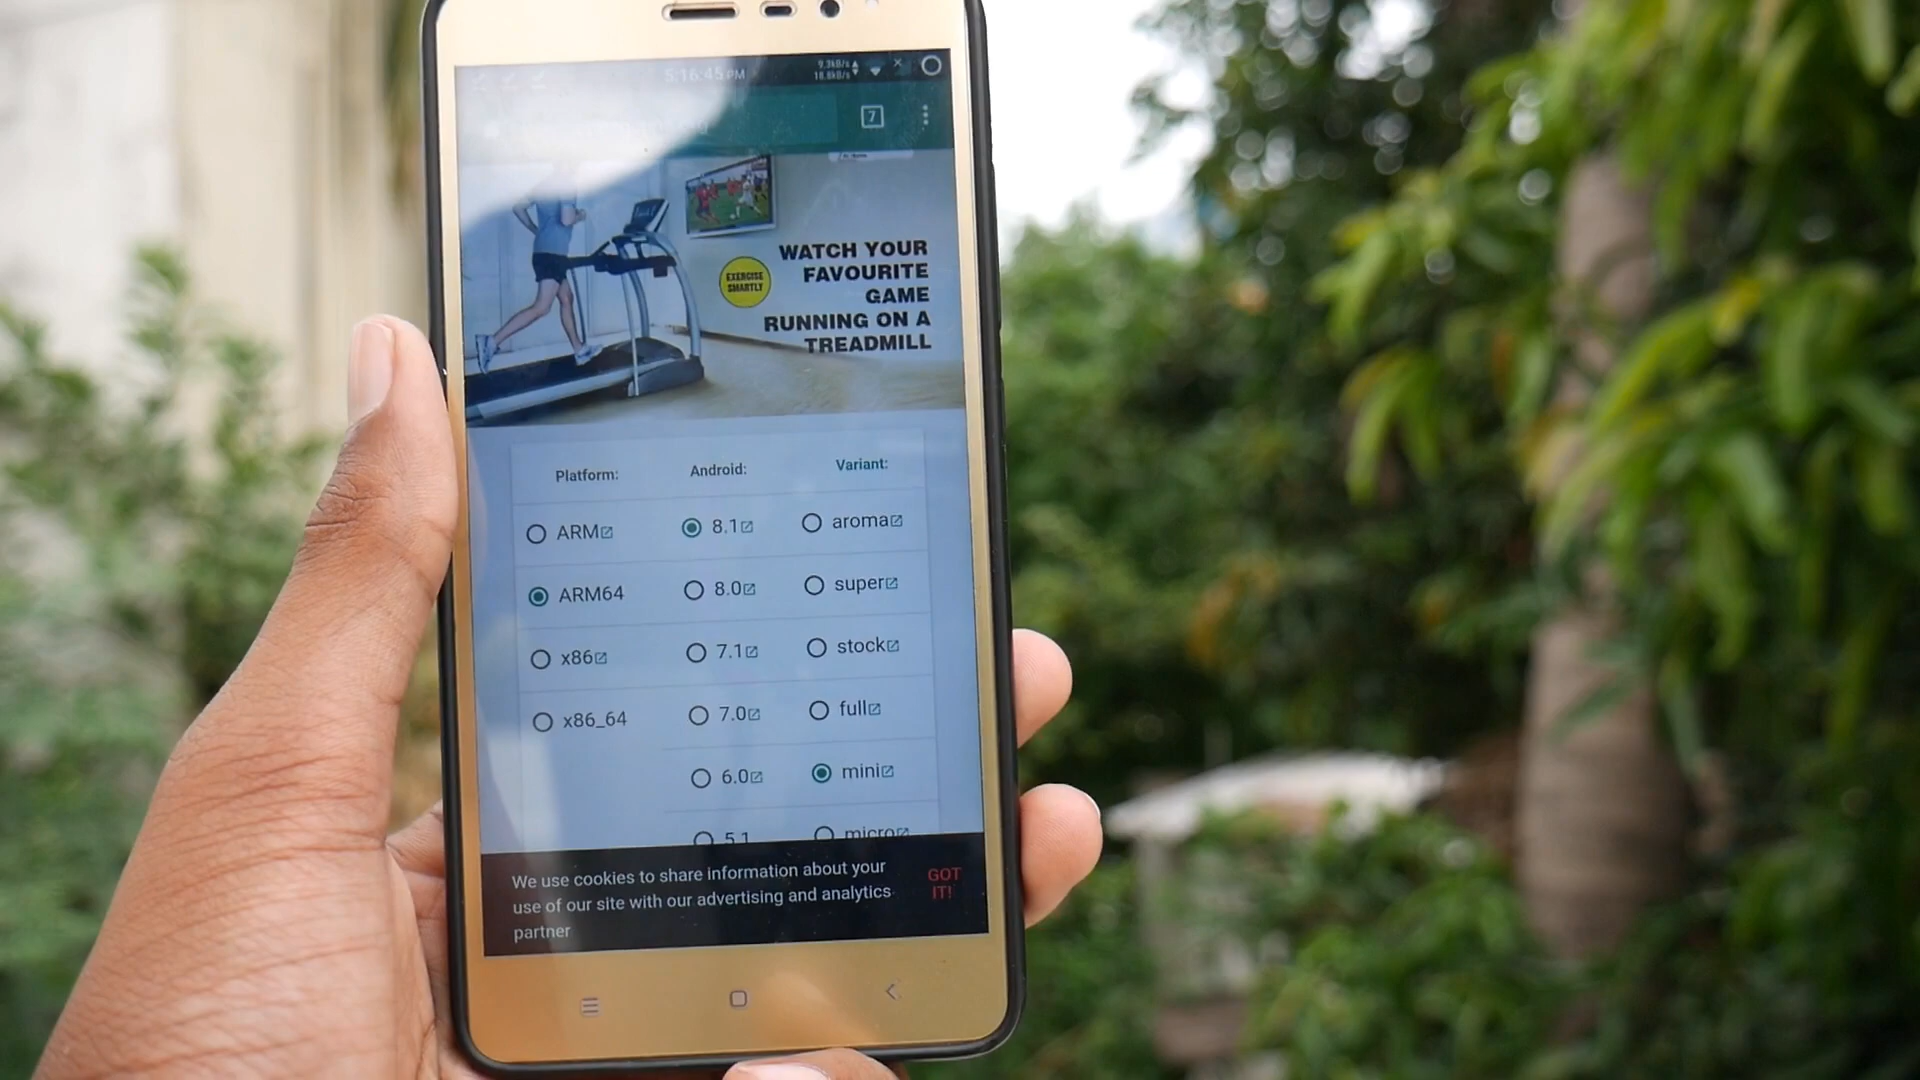 5:16:45 PM
9.3kB/s
18.8kB/s
7
EXERCISE
SMARTLY
WATCH YOUR
FAVOURITE
GAME
RUNNING ON A
TREADMILL
Platform: Android: Variant:
ARM 8.1 aroma
ARM64 8.0 super
x86 7.1 stock
x86_64 7.0 full
6.0 mini
5.1 micro
We use cookies to share information about your
use of our site with our advertising and analytics
partner
GOT
IT!